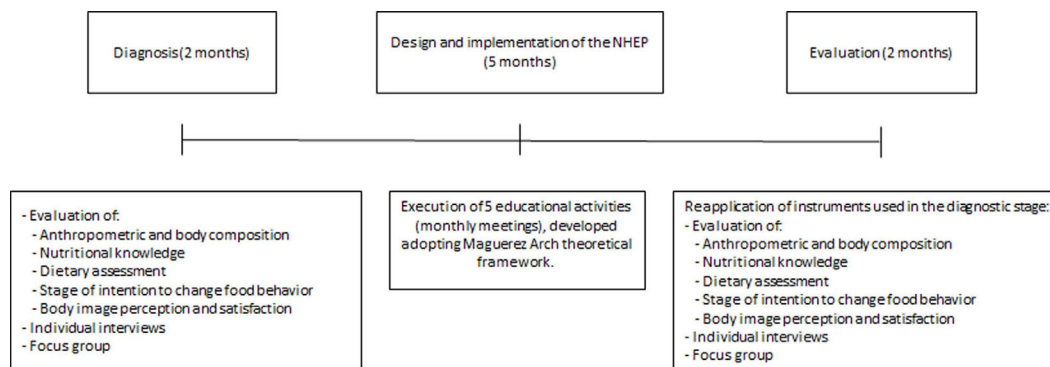 Diagnosis (2 months)
Design and implementation of the NHEP
(5 months)
Evaluation (2 months)
- Evaluation of:
- Anthropometric and body composition
- Nutritional knowledge
- Dietary assessment
- Stage of intention to change food behavior
- Body image perception and satisfaction
- Individual interviews
- Focus group
Execution of 5 educational activities
(monthly meetings), developed
adopting Maguerez Arch theoretical
framework.
Reapplication of instruments used in the diagnostic stage:
- Evaluation of:
- Anthropometric and body composition
- Nutritional knowledge
- Dietary assessment
- Stage of intention to change food behavior
- Body image perception and satisfaction
- Individual interviews
- Focus group